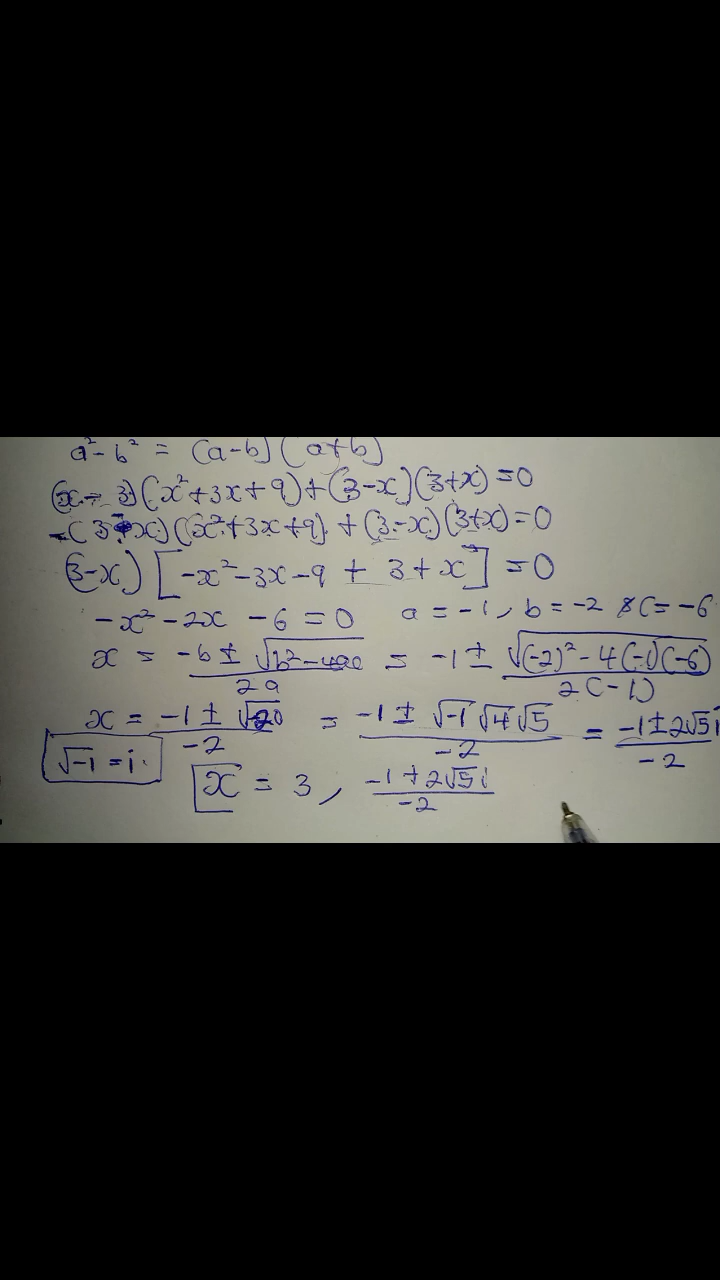 a² - b² = (a-b)(a+b)
(x - 3)(x²+3x+9)+(3-x)(3+x)=0
-(3-x)(x²+3x+9)+(3-x)(3+x)=0
(3-x)[-x²-3x-9 + 3+x] =0
-x²-2x -6 = 0 a = -1, b = -2 & C = -6
x = -b ± √b²-4ac / 2a = -1 ± √(-2)²-4(-1)(-6) / 2(-1)
x = -1 ± √-20 / -2 = -1 ± √-1 √4 √5 / -2 = -1±2√5i / -2
√-1 = i.
x = 3, -1 ± 2√5i / -2